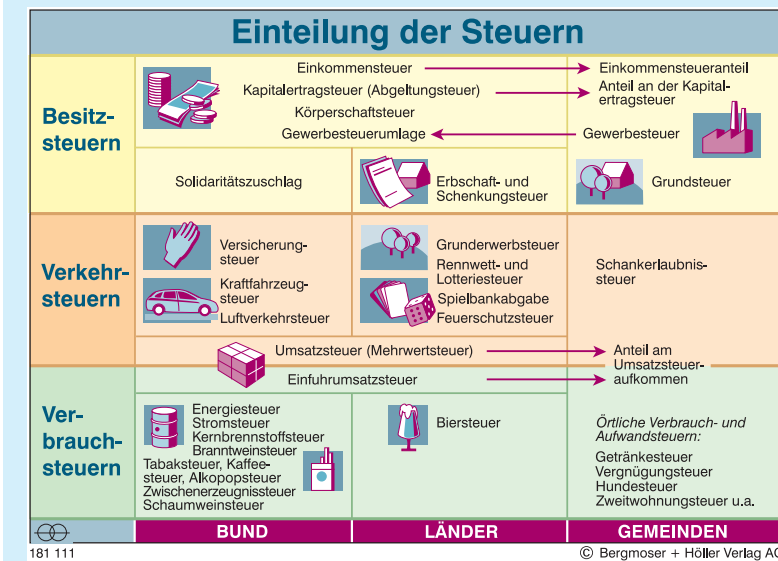 Einteilung der Steuern
Besitz-
steuern
Einkommensteuer
Einkommensteueranteil
Kapitalertragsteuer (Abgeltungsteuer)
Anteil an der Kapital-
ertragsteuer
Körperschaftsteuer
Gewerbesteuerumlage
Gewerbesteuer
Solidaritätszuschlag
Erbschaft- und
Schenkungsteuer
Grundsteuer
Verkehr-
steuern
Versicherung-
steuer
Kraftfahrzeug-
steuer
Luftverkehrsteuer
Grunderwerbsteuer
Rennwett- und
Lotteriesteuer
Spielbankabgabe
Feuerschutzsteuer
Schankerlaubnis-
steuer
Umsatzsteuer (Mehrwertsteuer)
Anteil am
Umsatzsteuer-
aufkommen
Einfuhrumsatzsteuer
Ver-
brauch-
steuern
Energiesteuer
Stromsteuer
Kernbrennstoffsteuer
Branntweinsteuer
Tabaksteuer, Kaffee-
steuer, Alkopopsteuer
Zwischenerzeugnissteuer
Schaumweinsteuer
Biersteuer
Örtliche Verbrauch- und
Aufwandsteuern:
Getränkesteuer
Vergnügungsteuer
Hundesteuer
Zweitwohnungsteuer u.a.
BUND
LÄNDER
GEMEINDEN
181 111
© Bergmoser + Höller Verlag AG